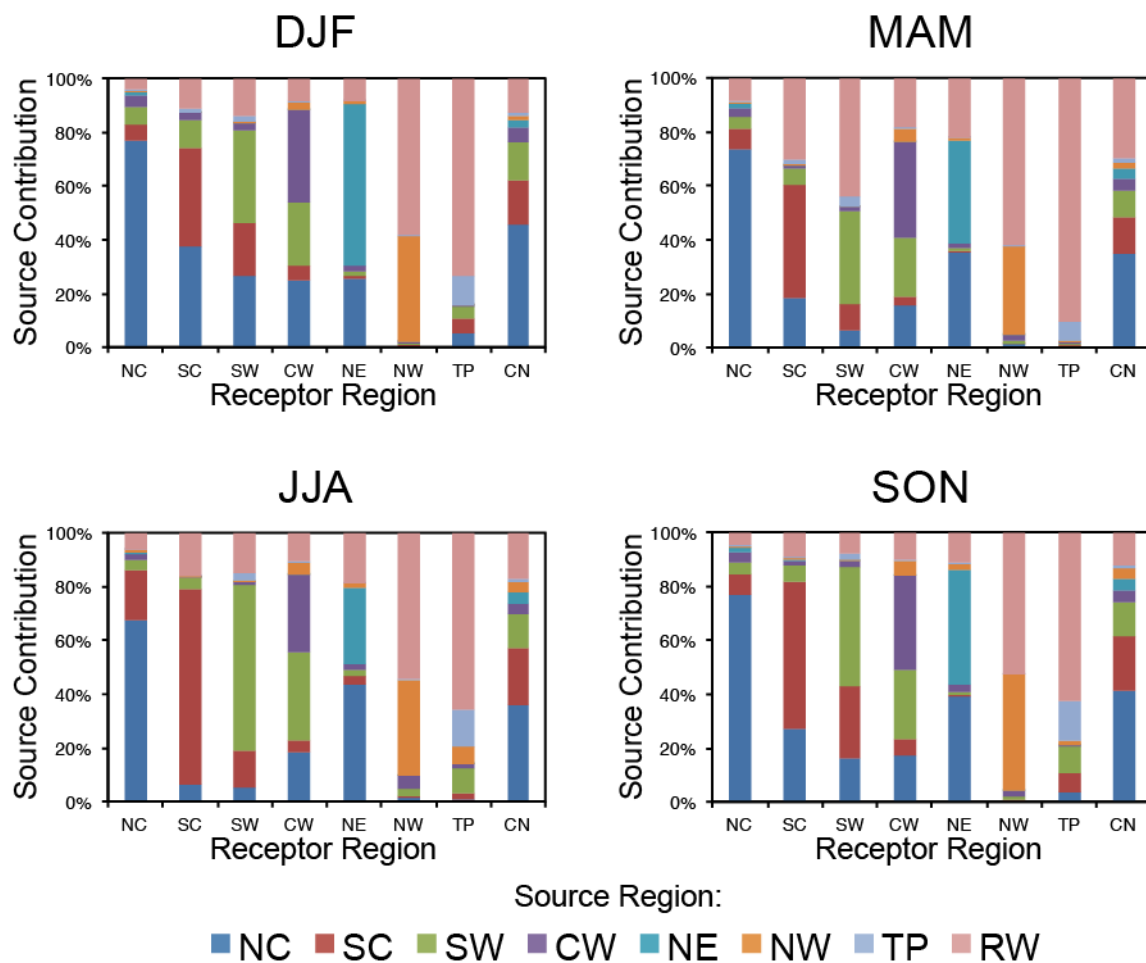 DJF
MAM
100%
80%
60%
40%
20%
0%
Source Contribution
NC SC SW CW NE NW TP CN
Receptor Region
100%
80%
60%
40%
20%
0%
Source Contribution
NC SC SW CW NE NW TP CN
Receptor Region
JJA
SON
100%
80%
60%
40%
20%
0%
Source Contribution
NC SC SW CW NE NW TP CN
Receptor Region
100%
80%
60%
40%
20%
0%
Source Contribution
NC SC SW CW NE NW TP CN
Receptor Region
Source Region:
NC SC SW CW NE NW TP RW